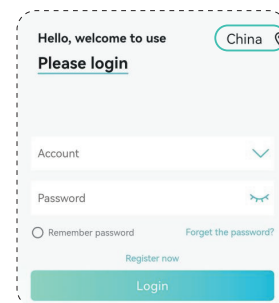 Hello, welcome to use
China
Please login
Account
Password
Remember password
Forget the password?
Register now
Login